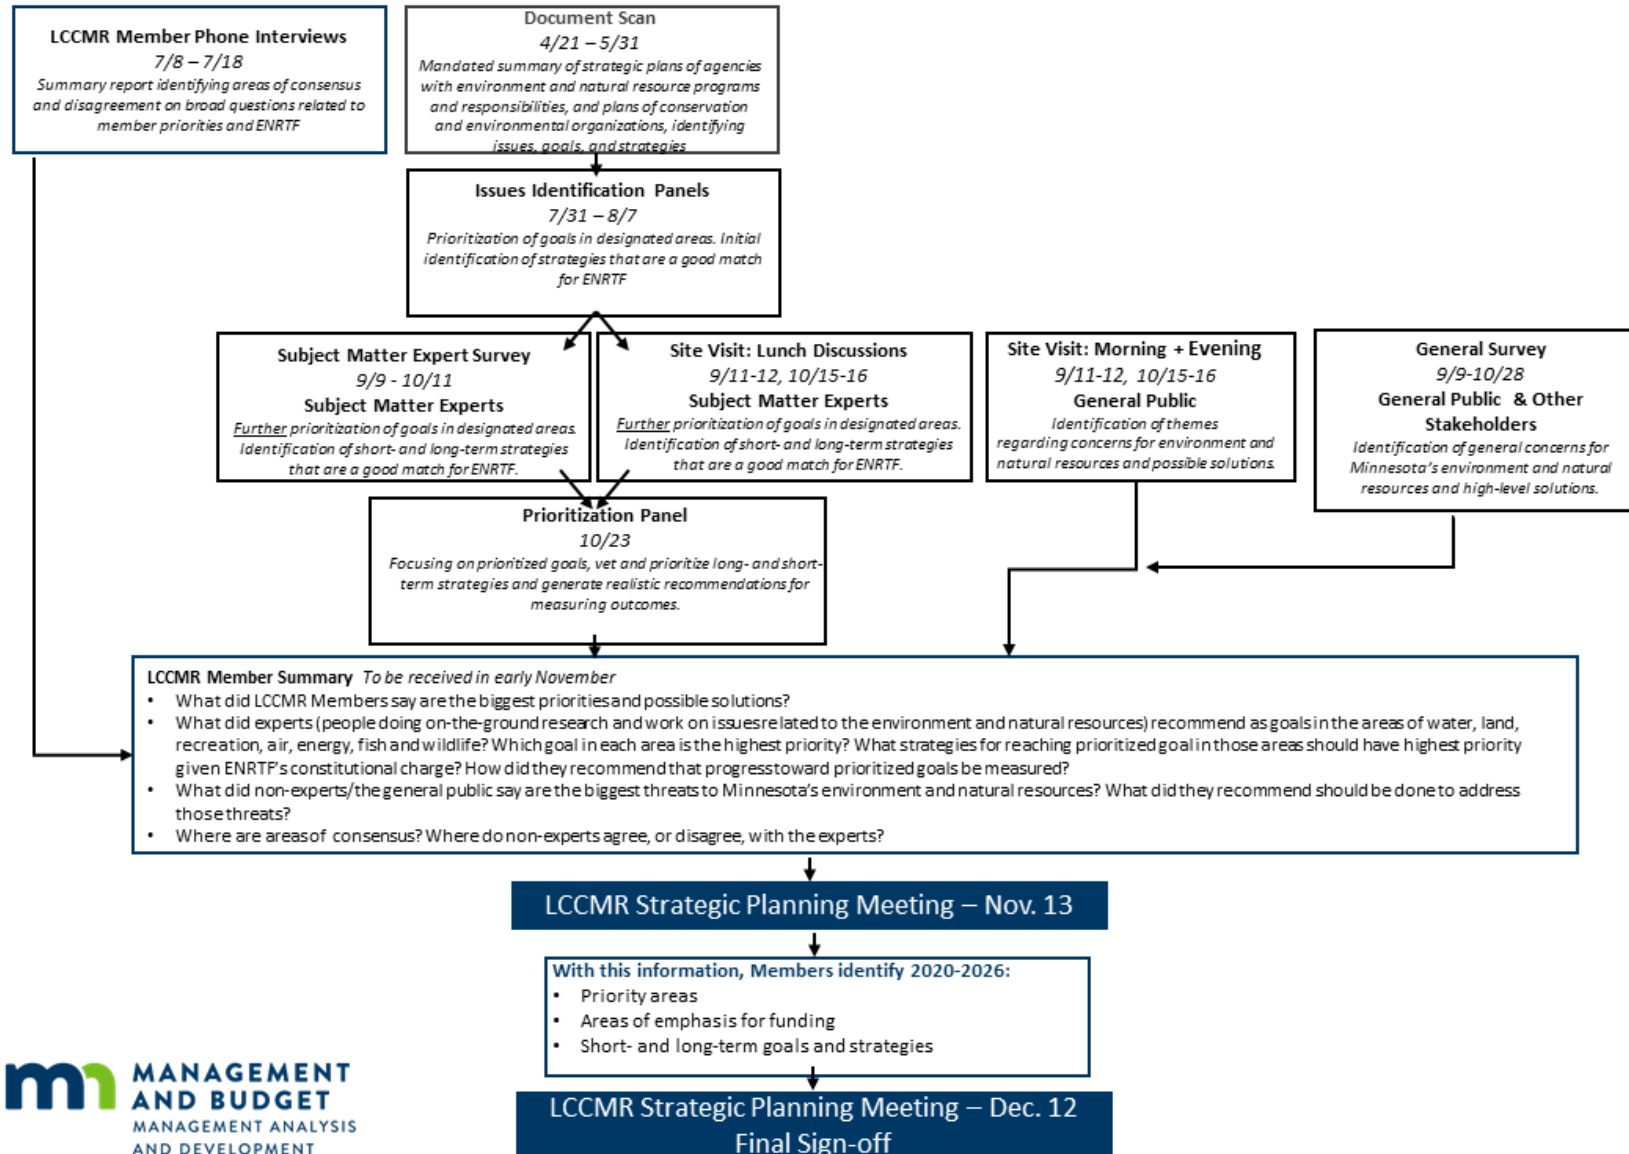 LCCMR Member Phone Interviews
7/8 – 7/18
Summary report identifying areas of consensus
and disagreement on broad questions related to
member priorities and ENRTF
Document Scan
4/21 – 5/31
Mandated summary of strategic plans of agencies
with environment and natural resource programs
and responsibilities, and plans of conservation
and environmental organizations, identifying
issues, goals, and strategies
Issues Identification Panels
7/31 – 8/7
Prioritization of goals in designated areas. Initial
identification of strategies that are a good match
for ENRTF
Subject Matter Expert Survey
9/9 - 10/11
Subject Matter Experts
Further prioritization of goals in designated areas.
Identification of short- and long-term strategies
that are a good match for ENRTF.
Site Visit: Lunch Discussions
9/11-12, 10/15-16
Subject Matter Experts
Further prioritization of goals in designated areas.
Identification of short- and long-term strategies
that are a good match for ENRTF.
Site Visit: Morning + Evening
9/11-12, 10/15-16
General Public
Identification of themes
regarding concerns for environment and
natural resources and possible solutions.
General Survey
9/9-10/28
General Public & Other
Stakeholders
Identification of general concerns for
Minnesota's environment and natural
resources and high-level solutions.
Prioritization Panel
10/23
Focusing on prioritized goals, vet and prioritize long- and short-
term strategies and generate realistic recommendations for
measuring outcomes.
LCCMR Member Summary To be received in early November
• What did LCCMR Members say are the biggest priorities and possible solutions?
• What did experts (people doing on-the-ground research and work on issues related to the environment and natural resources) recommend as goals in the areas of water, land,
recreation, air, energy, fish and wildlife? Which goal in each area is the highest priority? What strategies for reaching prioritized goal in those areas should have highest priority
given ENRTF's constitutional charge? How did they recommend that progress toward prioritized goals be measured?
• What did non-experts/the general public say are the biggest threats to Minnesota's environment and natural resources? What did they recommend should be done to address
those threats?
• Where are areas of consensus? Where do non-experts agree, or disagree, with the experts?
LCCMR Strategic Planning Meeting – Nov. 13
With this information, Members identify 2020-2026:
• Priority areas
• Areas of emphasis for funding
• Short- and long-term goals and strategies
LCCMR Strategic Planning Meeting – Dec. 12
Final Sign-off
mn
MANAGEMENT
AND BUDGET
MANAGEMENT ANALYSIS
AND DEVELOPMENT